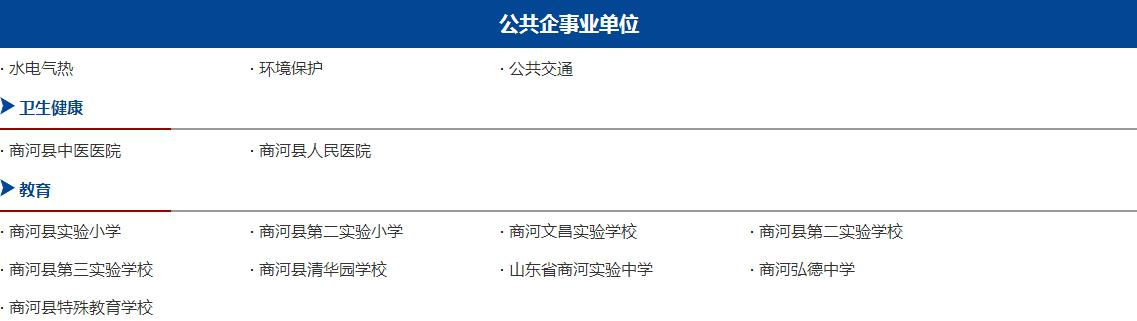 公共企事业单位
· 水电气热 · 环境保护 · 公共交通
卫生健康
· 商河县中医医院 · 商河县人民医院
教育
· 商河县实验小学 · 商河县第二实验小学 · 商河文昌实验学校 · 商河县第二实验学校
· 商河县第三实验学校 · 商河县清华园学校 · 山东省商河实验中学 · 商河弘德中学
· 商河县特殊教育学校